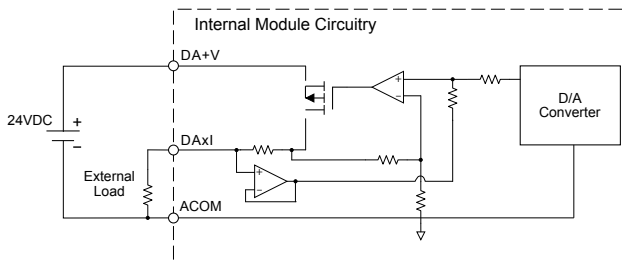 Internal Module Circuitry
DA+V
24VDC
+
−
DAxI
External
Load
ACOM
+
−
+
−
D/A
Converter